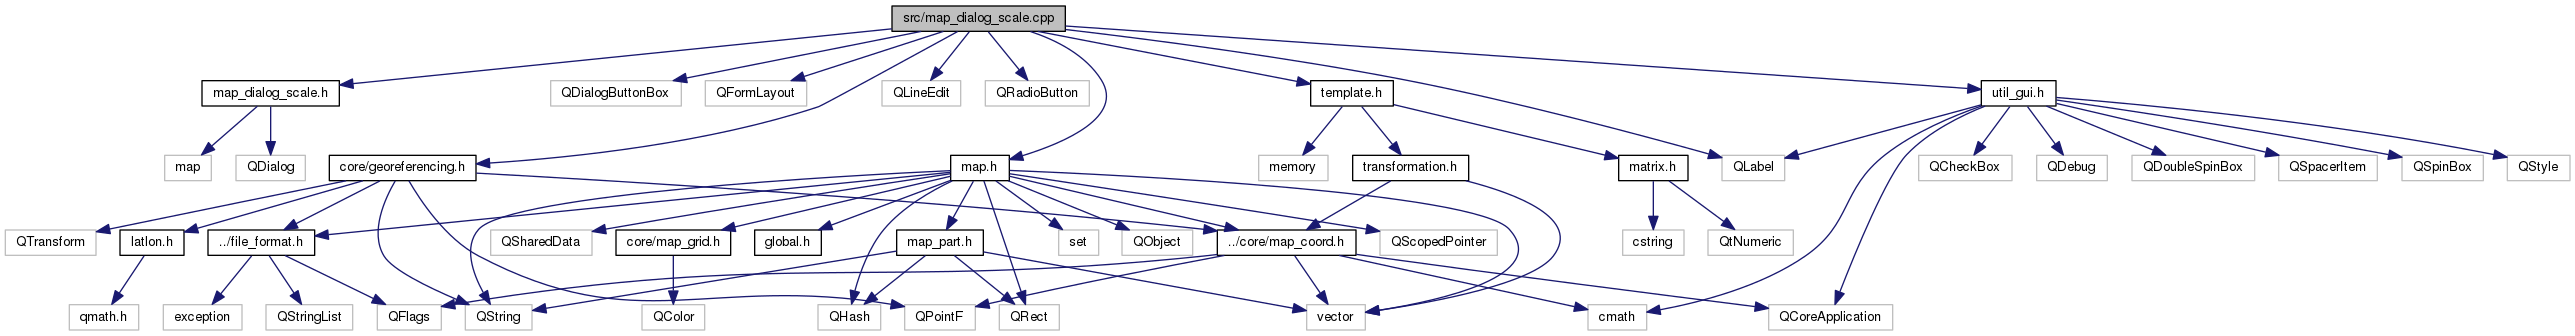 src/map_dialog_scale.cpp
map_dialog_scale.h
QDialogButtonBox
QFormLayout
QLineEdit
QRadioButton
template.h
util_gui.h
map
QDialog
core/georeferencing.h
map.h
memory
transformation.h
matrix.h
QLabel
QCheckBox
QDebug
QDoubleSpinBox
QSpacerItem
QSpinBox
QStyle
QTransform
latlon.h
../file_format.h
QSharedData
core/map_grid.h
global.h
map_part.h
set
QObject
../core/map_coord.h
QScopedPointer
cstring
QtNumeric
qmath.h
exception
QStringList
QFlags
QString
QColor
QHash
QPointF
QRect
vector
cmath
QCoreApplication